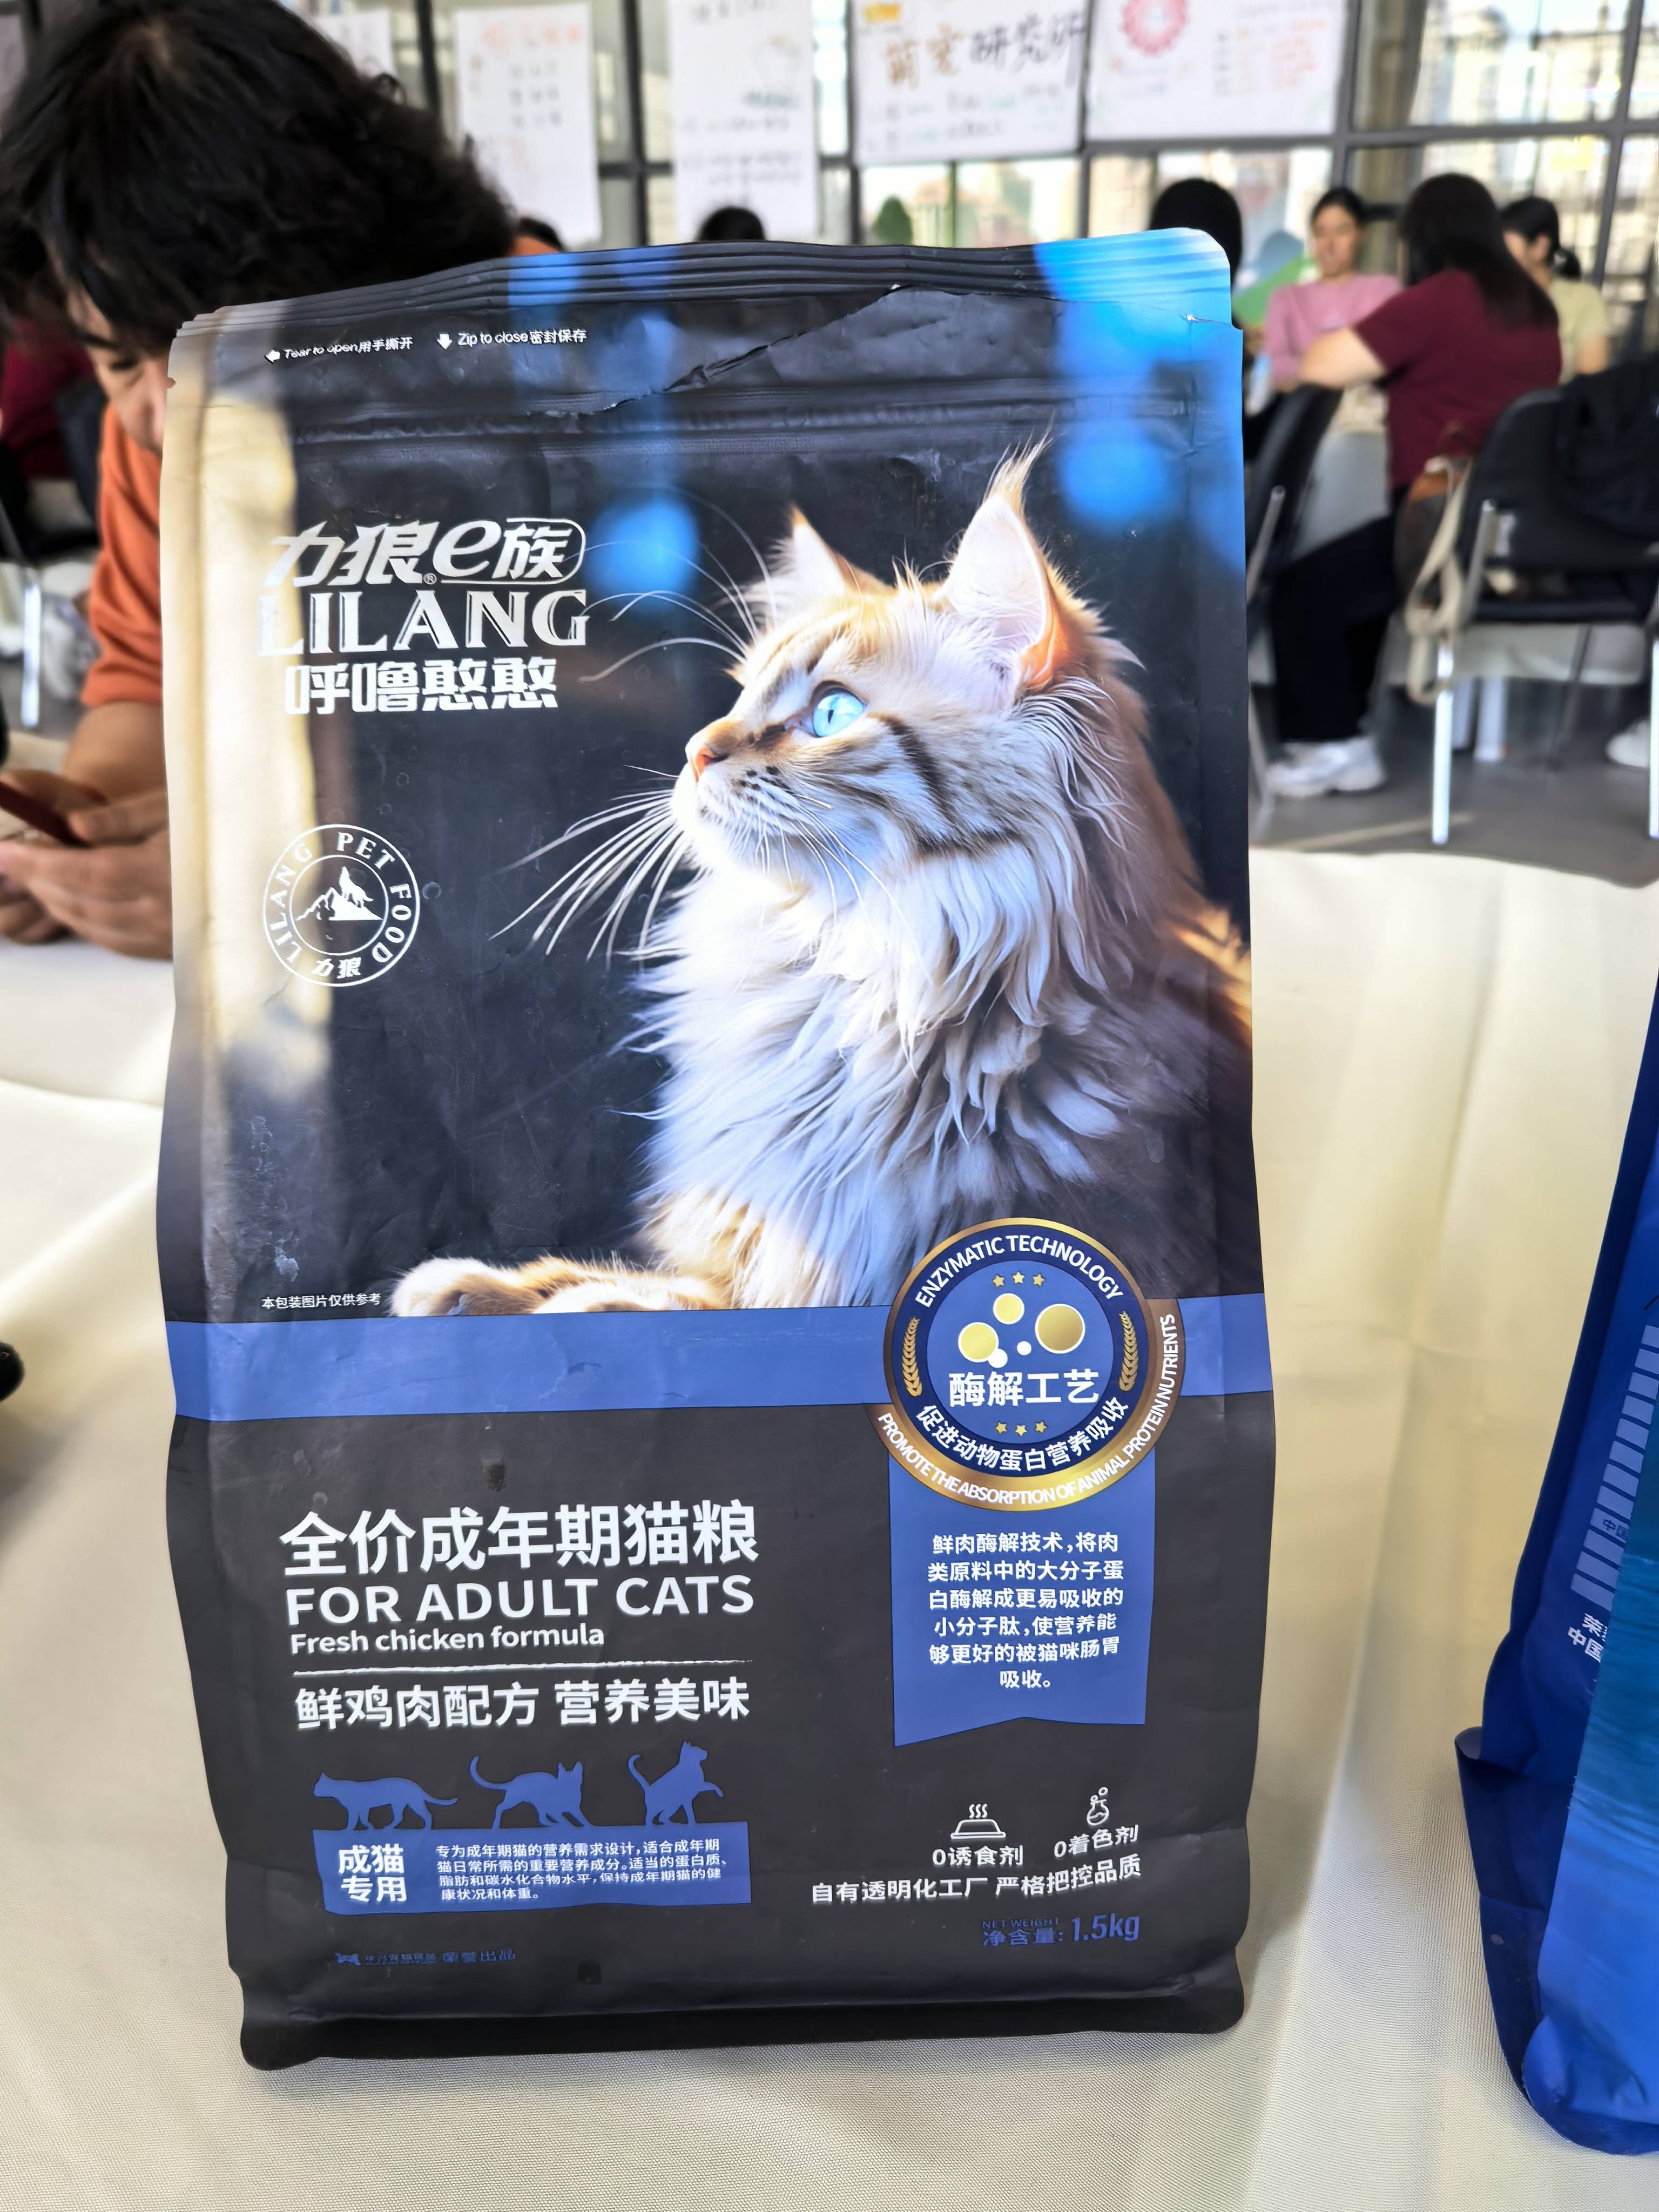 萌宠研究所
Tear to open用手撕开
Zip to close密封保存
力狼®e族
LILANG
呼噜憨憨
LILANG PET FOOD
力狼
本包装图片仅供参考
ENZYMATIC TECHNOLOGY
酶解工艺
促进动物蛋白营养吸收
PROMOTE THE ABSORPTION OF ANIMAL PROTEIN NUTRIENTS
鲜肉酶解技术,将肉
类原料中的大分子蛋
白酶解成更易吸收的
小分子肽,使营养能
够更好的被猫咪肠胃
吸收。
全价成年期猫粮
FOR ADULT CATS
Fresh chicken formula
鲜鸡肉配方 营养美味
成猫
专用
专为成年期猫的营养需求设计,适合成年期
猫日常所需的重要营养成分。适当的蛋白质、
脂肪和碳水化合物水平,保持成年期猫的健
康状况和体重。
0诱食剂
0着色剂
自有透明化工厂 严格把控品质
NET WEIGHT
净含量: 1.5kg
荣誉出品
中国